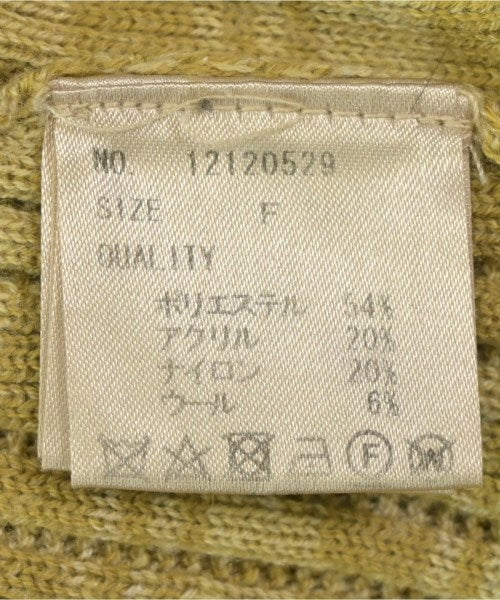 NO. 12120529
SIZE F
QUALITY
ポリエステル 54%
アクリル 20%
ナイロン 20%
ウール 6%
F W